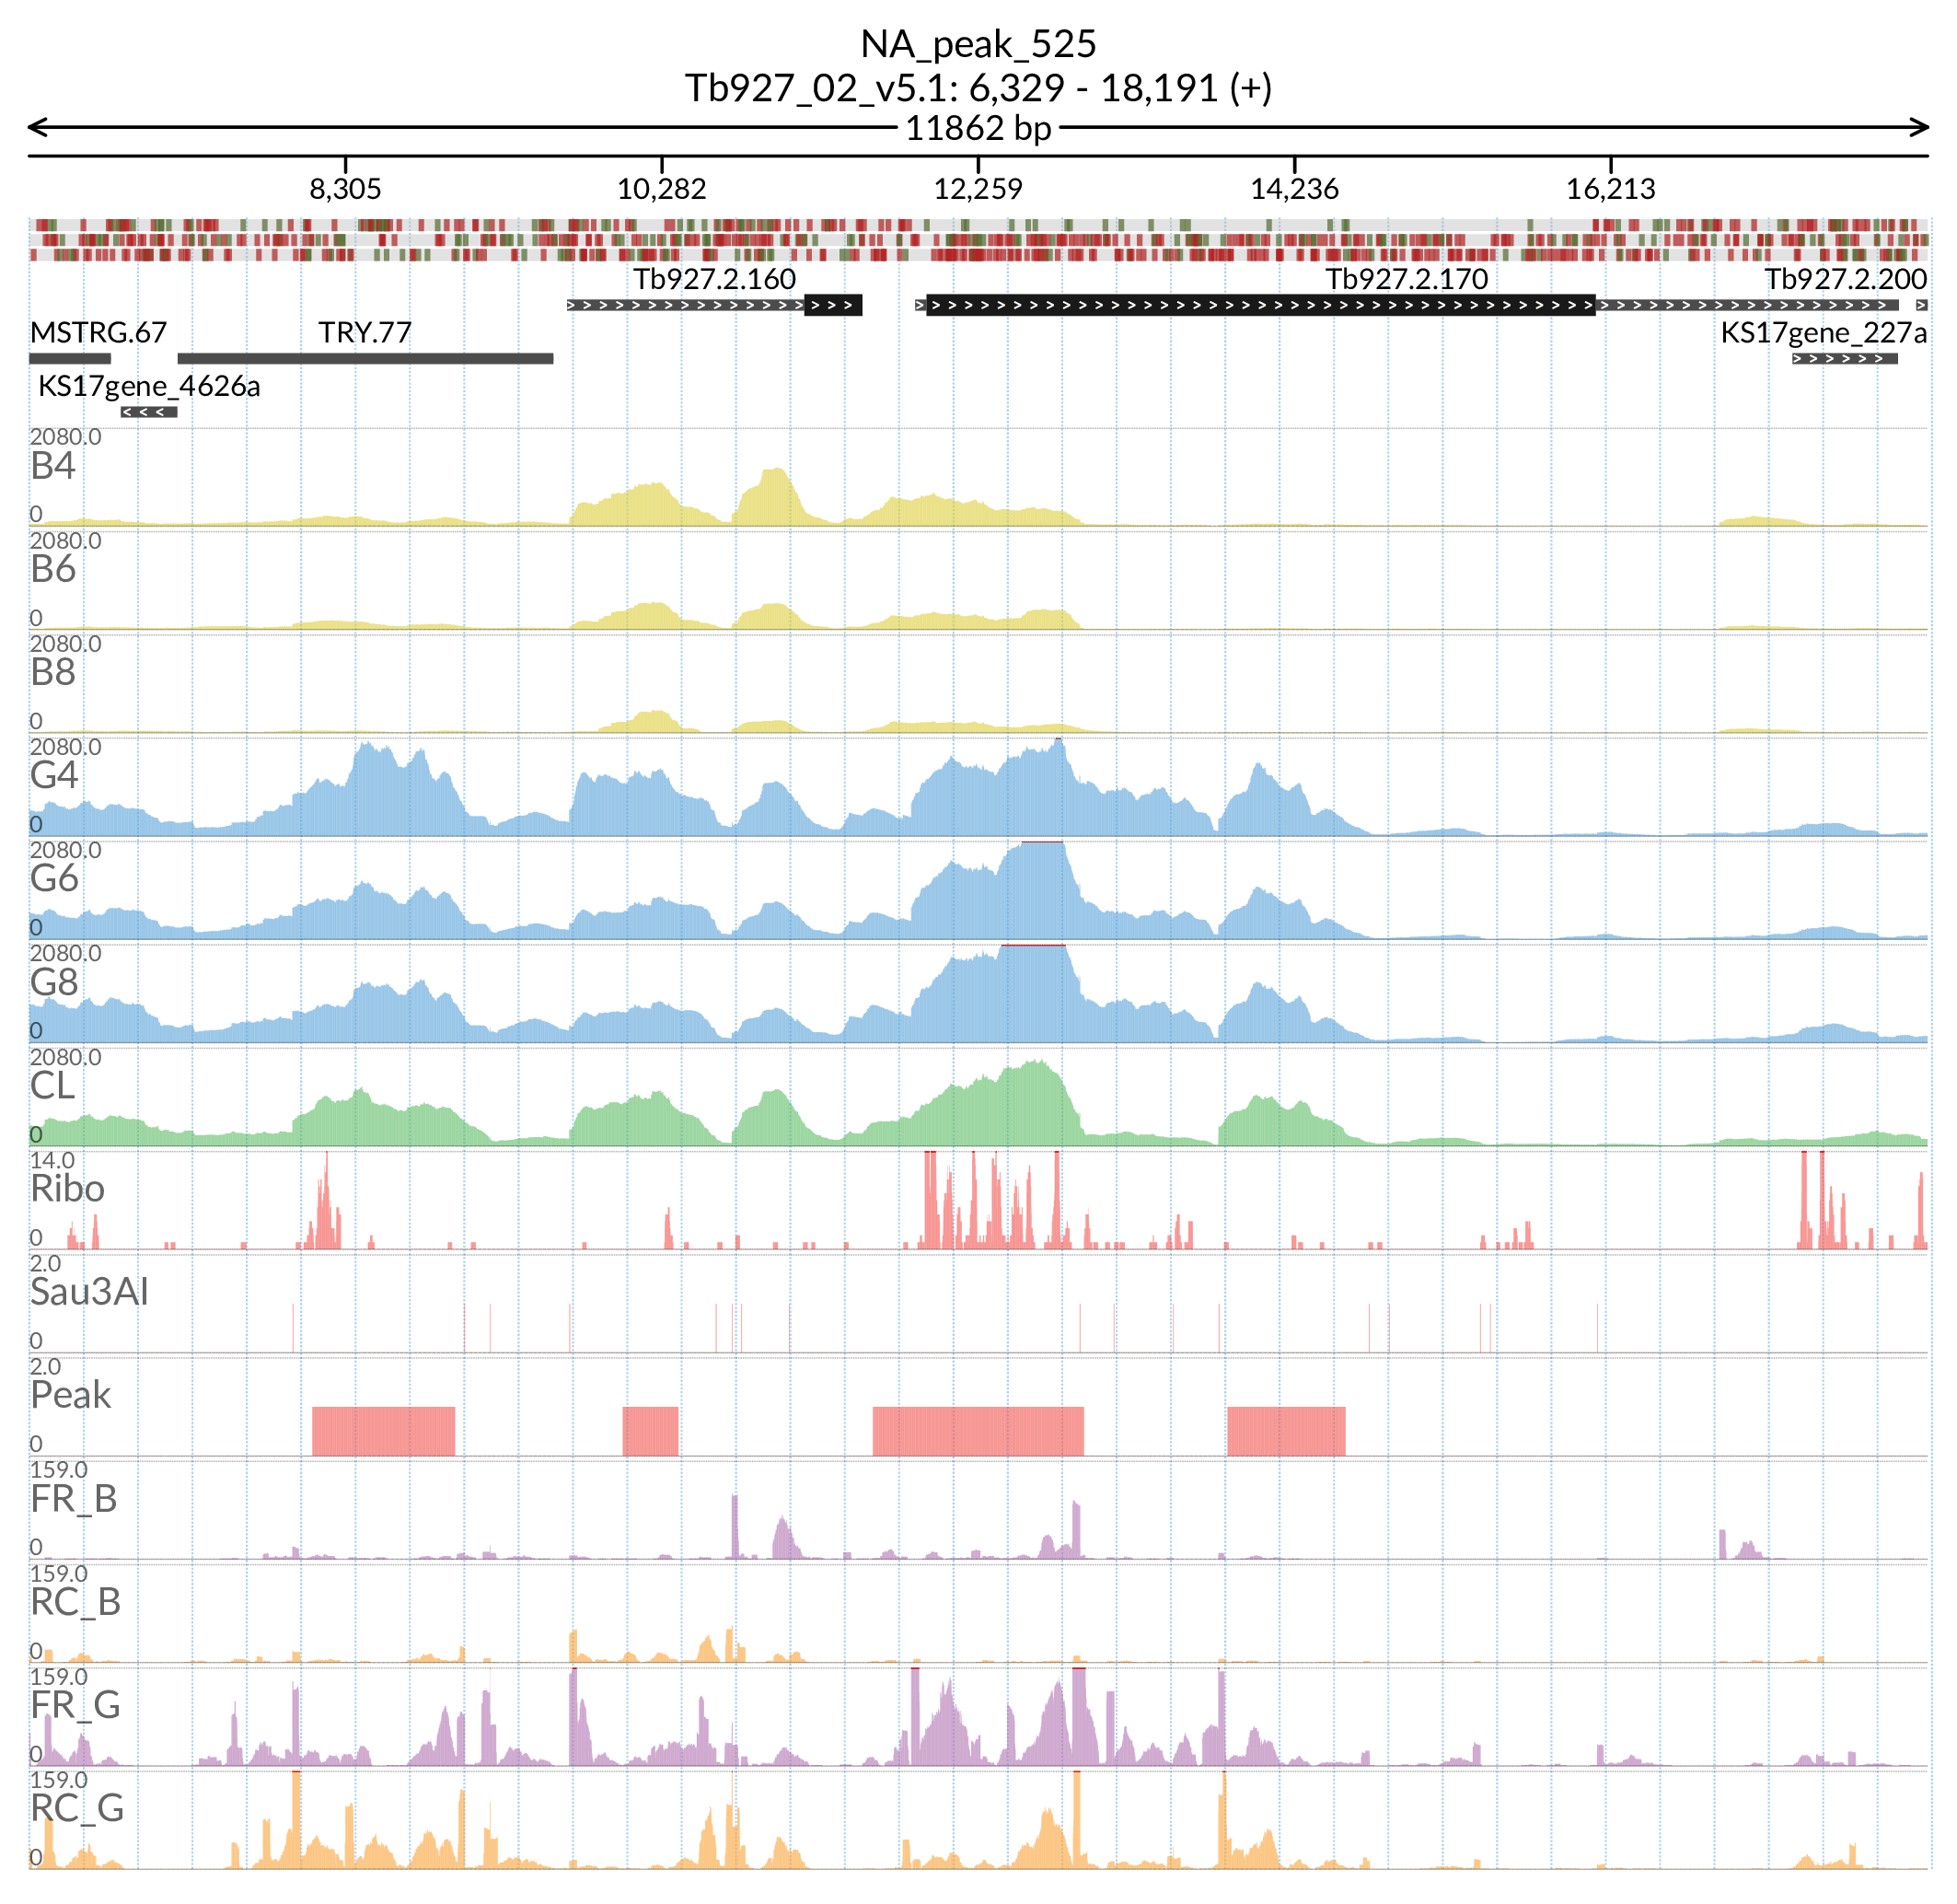 NA_peak_525
Tb927_02_v5.1: 6,329 - 18,191 (+)
11862 bp
8,305 10,282 12,259 14,236 16,213
Tb927.2.160 Tb927.2.170 Tb927.2.200
MSTRG.67 TRY.77 KS17gene_227a
KS17gene_4626a
2080.0
B4
0
2080.0
B6
0
2080.0
B8
0
2080.0
G4
0
2080.0
G6
0
2080.0
G8
0
2080.0
CL
0
14.0
Ribo
0
2.0
Sau3AI
0
2.0
Peak
0
159.0
FR_B
0
159.0
RC_B
0
159.0
FR_G
0
159.0
RC_G
0